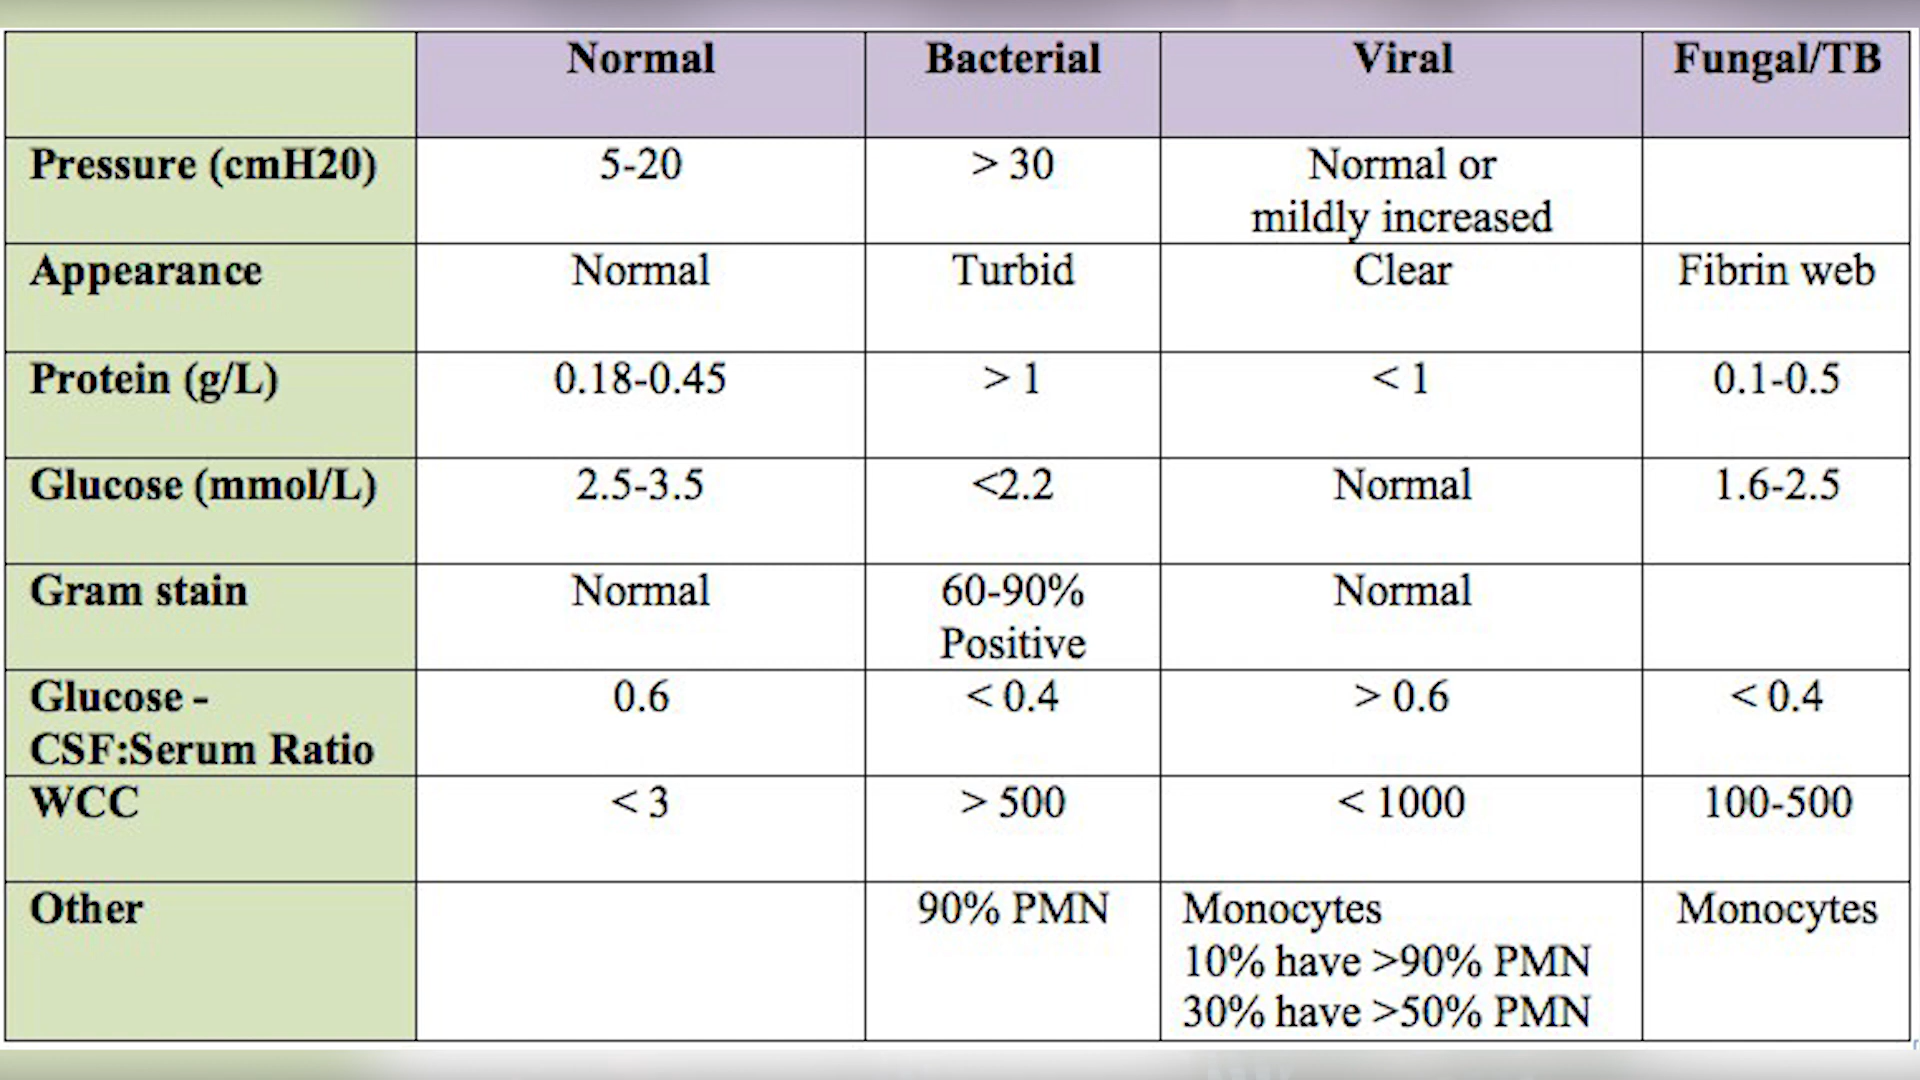 Normal Bacterial Viral Fungal/TB
Pressure (cmH20) 5-20 > 30 Normal or
mildly increased
Appearance Normal Turbid Clear Fibrin web
Protein (g/L) 0.18-0.45 > 1 < 1 0.1-0.5
Glucose (mmol/L) 2.5-3.5 <2.2 Normal 1.6-2.5
Gram stain Normal 60-90% Normal
Positive
Glucose - 0.6 < 0.4 > 0.6 < 0.4
CSF:Serum Ratio
WCC < 3 > 500 < 1000 100-500
Other 90% PMN Monocytes Monocytes
10% have >90% PMN
30% have >50% PMN